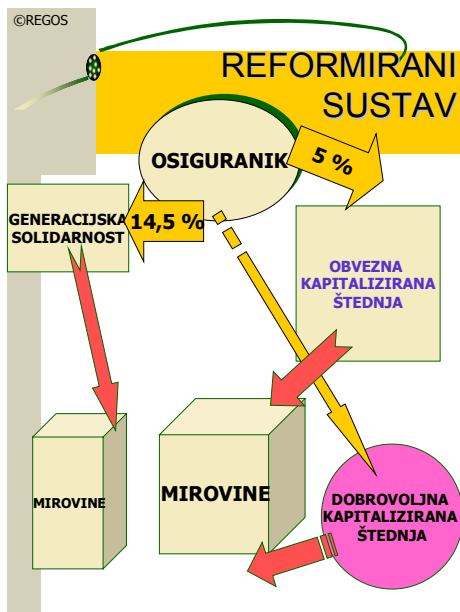 ©REGOS
REFORMIRANI
SUSTAV
OSIGURANIK
5 %
GENERACIJSKA
SOLIDARNOST
14,5 %
OBVEZNA
KAPITALIZIRANA
ŠTEDNJA
MIROVINE
MIROVINE
DOBROVOLJNA
KAPITALIZIRANA
ŠTEDNJA